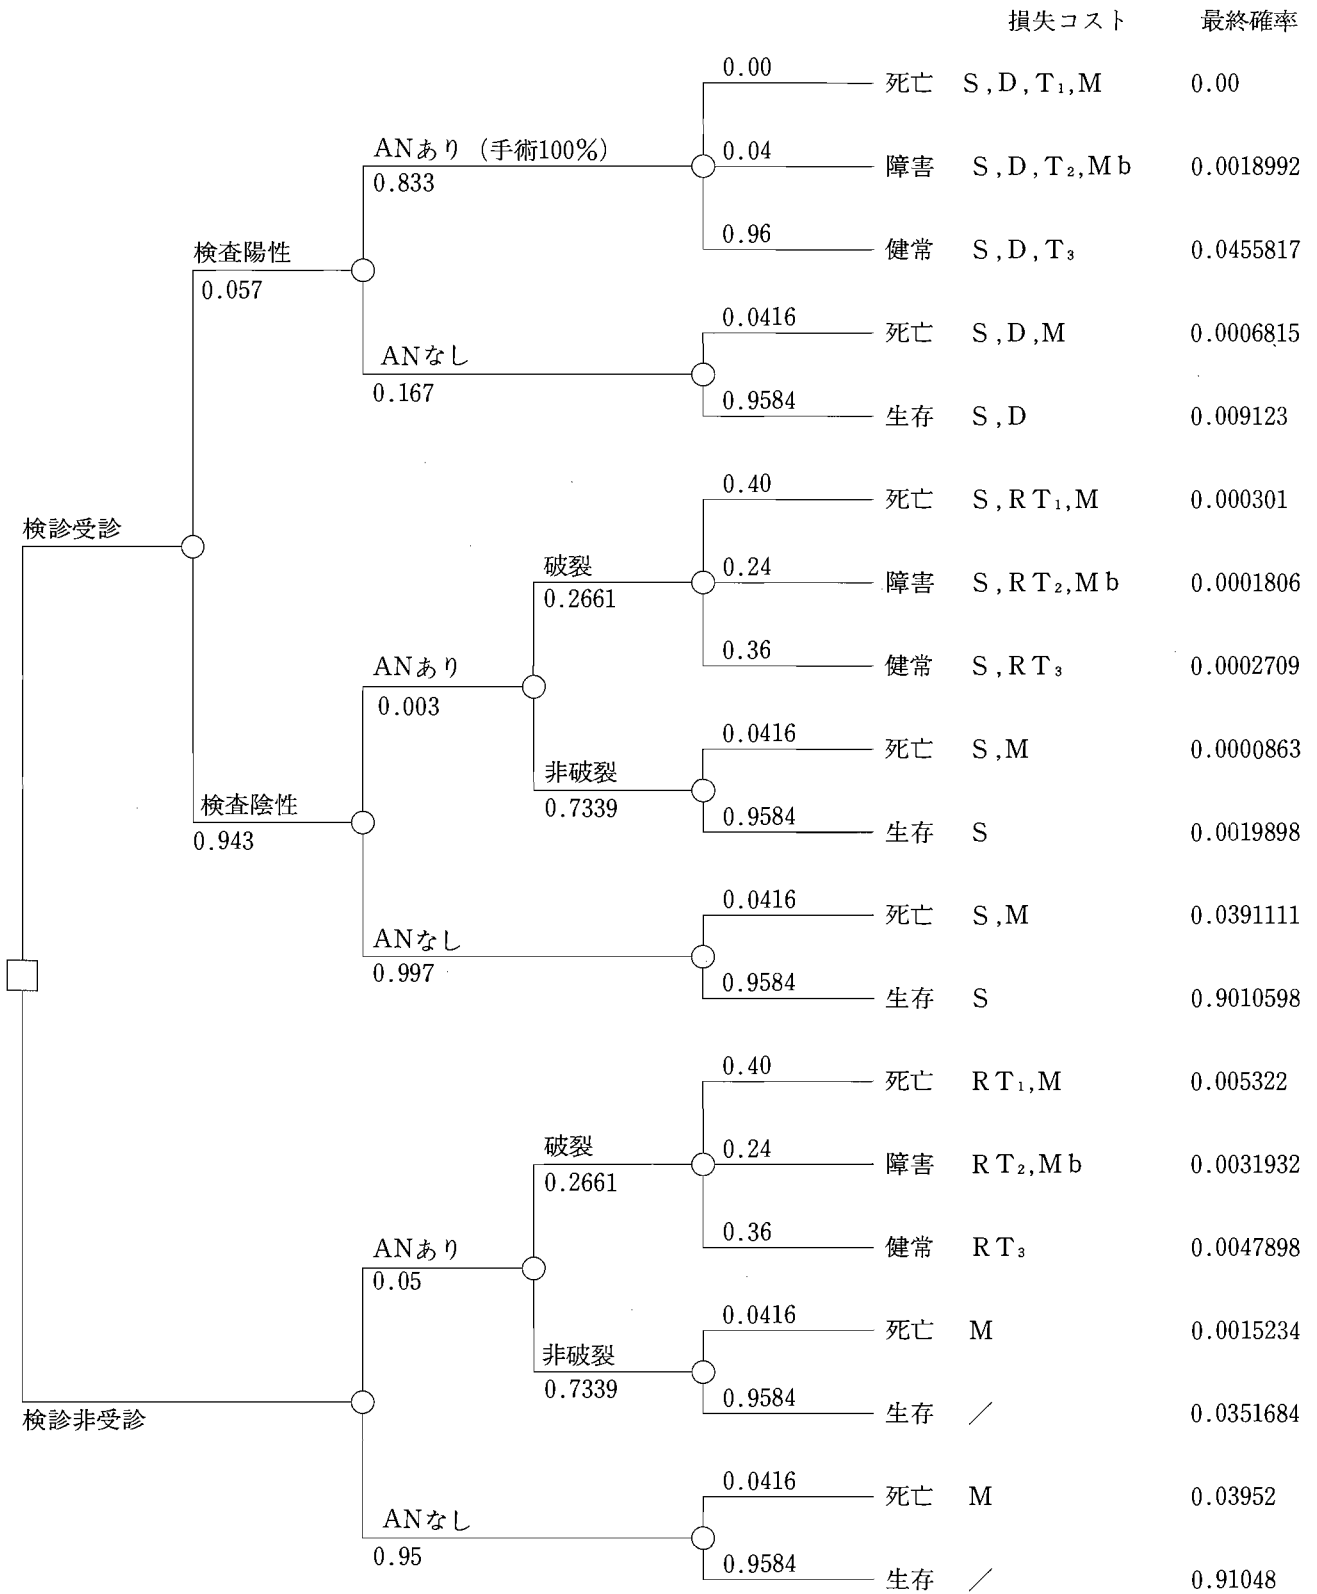 損失コスト 最終確率
0.00 死亡 S,D,T₁,M 0.00
ANあり (手術100%) 0.04 障害 S,D,T₂,Mb 0.0018992
0.833
0.96 健常 S,D,T₃ 0.0455817
検査陽性
0.057
0.0416 死亡 S,D,M 0.0006815
ANなし
0.167
0.9584 生存 S,D 0.009123
0.40 死亡 S,RT₁,M 0.000301
検診受診
破裂 0.24 障害 S,RT₂,Mb 0.0001806
0.2661
0.36 健常 S,RT₃ 0.0002709
ANあり
0.003
0.0416 死亡 S,M 0.0000863
非破裂
0.7339
検査陰性
0.943
0.9584 生存 S 0.0019898
0.0416 死亡 S,M 0.0391111
ANなし
0.997
0.9584 生存 S 0.9010598
0.40 死亡 RT₁,M 0.005322
破裂 0.24 障害 RT₂,Mb 0.0031932
0.2661
0.36 健常 RT₃ 0.0047898
ANあり
0.05
0.0416 死亡 M 0.0015234
非破裂
0.7339
0.9584 生存 ／ 0.0351684
検診非受診
0.0416 死亡 M 0.03952
ANなし
0.95
0.9584 生存 ／ 0.91048